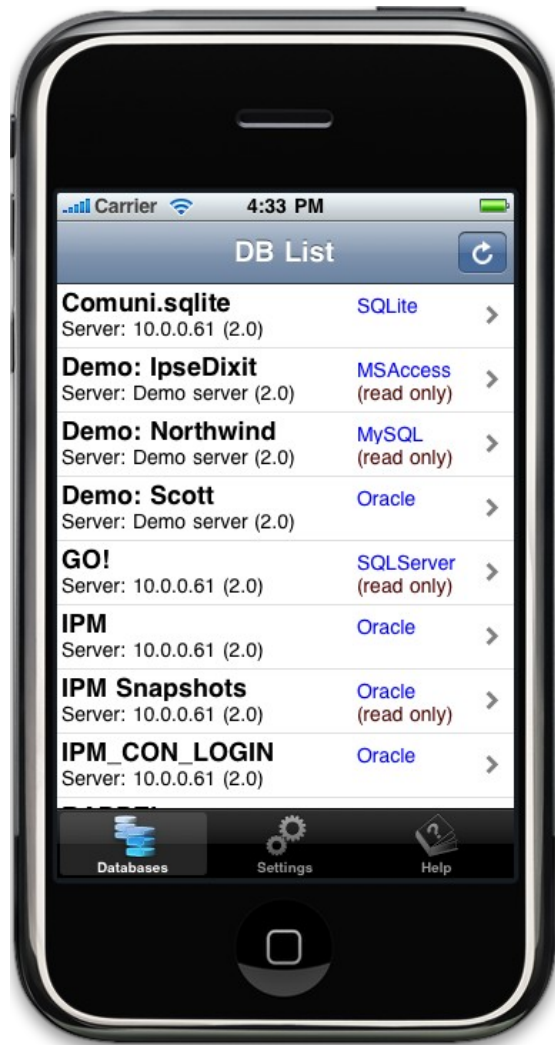 Carrier 4:33 PM
DB List
Comuni.sqlite SQLite
Server: 10.0.0.61 (2.0)
Demo: IpseDixit MSAccess
Server: Demo server (2.0) (read only)
Demo: Northwind MySQL
Server: Demo server (2.0) (read only)
Demo: Scott Oracle
Server: Demo server (2.0)
GO! SQLServer
Server: 10.0.0.61 (2.0) (read only)
IPM Oracle
Server: 10.0.0.61 (2.0)
IPM Snapshots Oracle
Server: 10.0.0.61 (2.0) (read only)
IPM_CON_LOGIN Oracle
Server: 10.0.0.61 (2.0)
Databases Settings Help